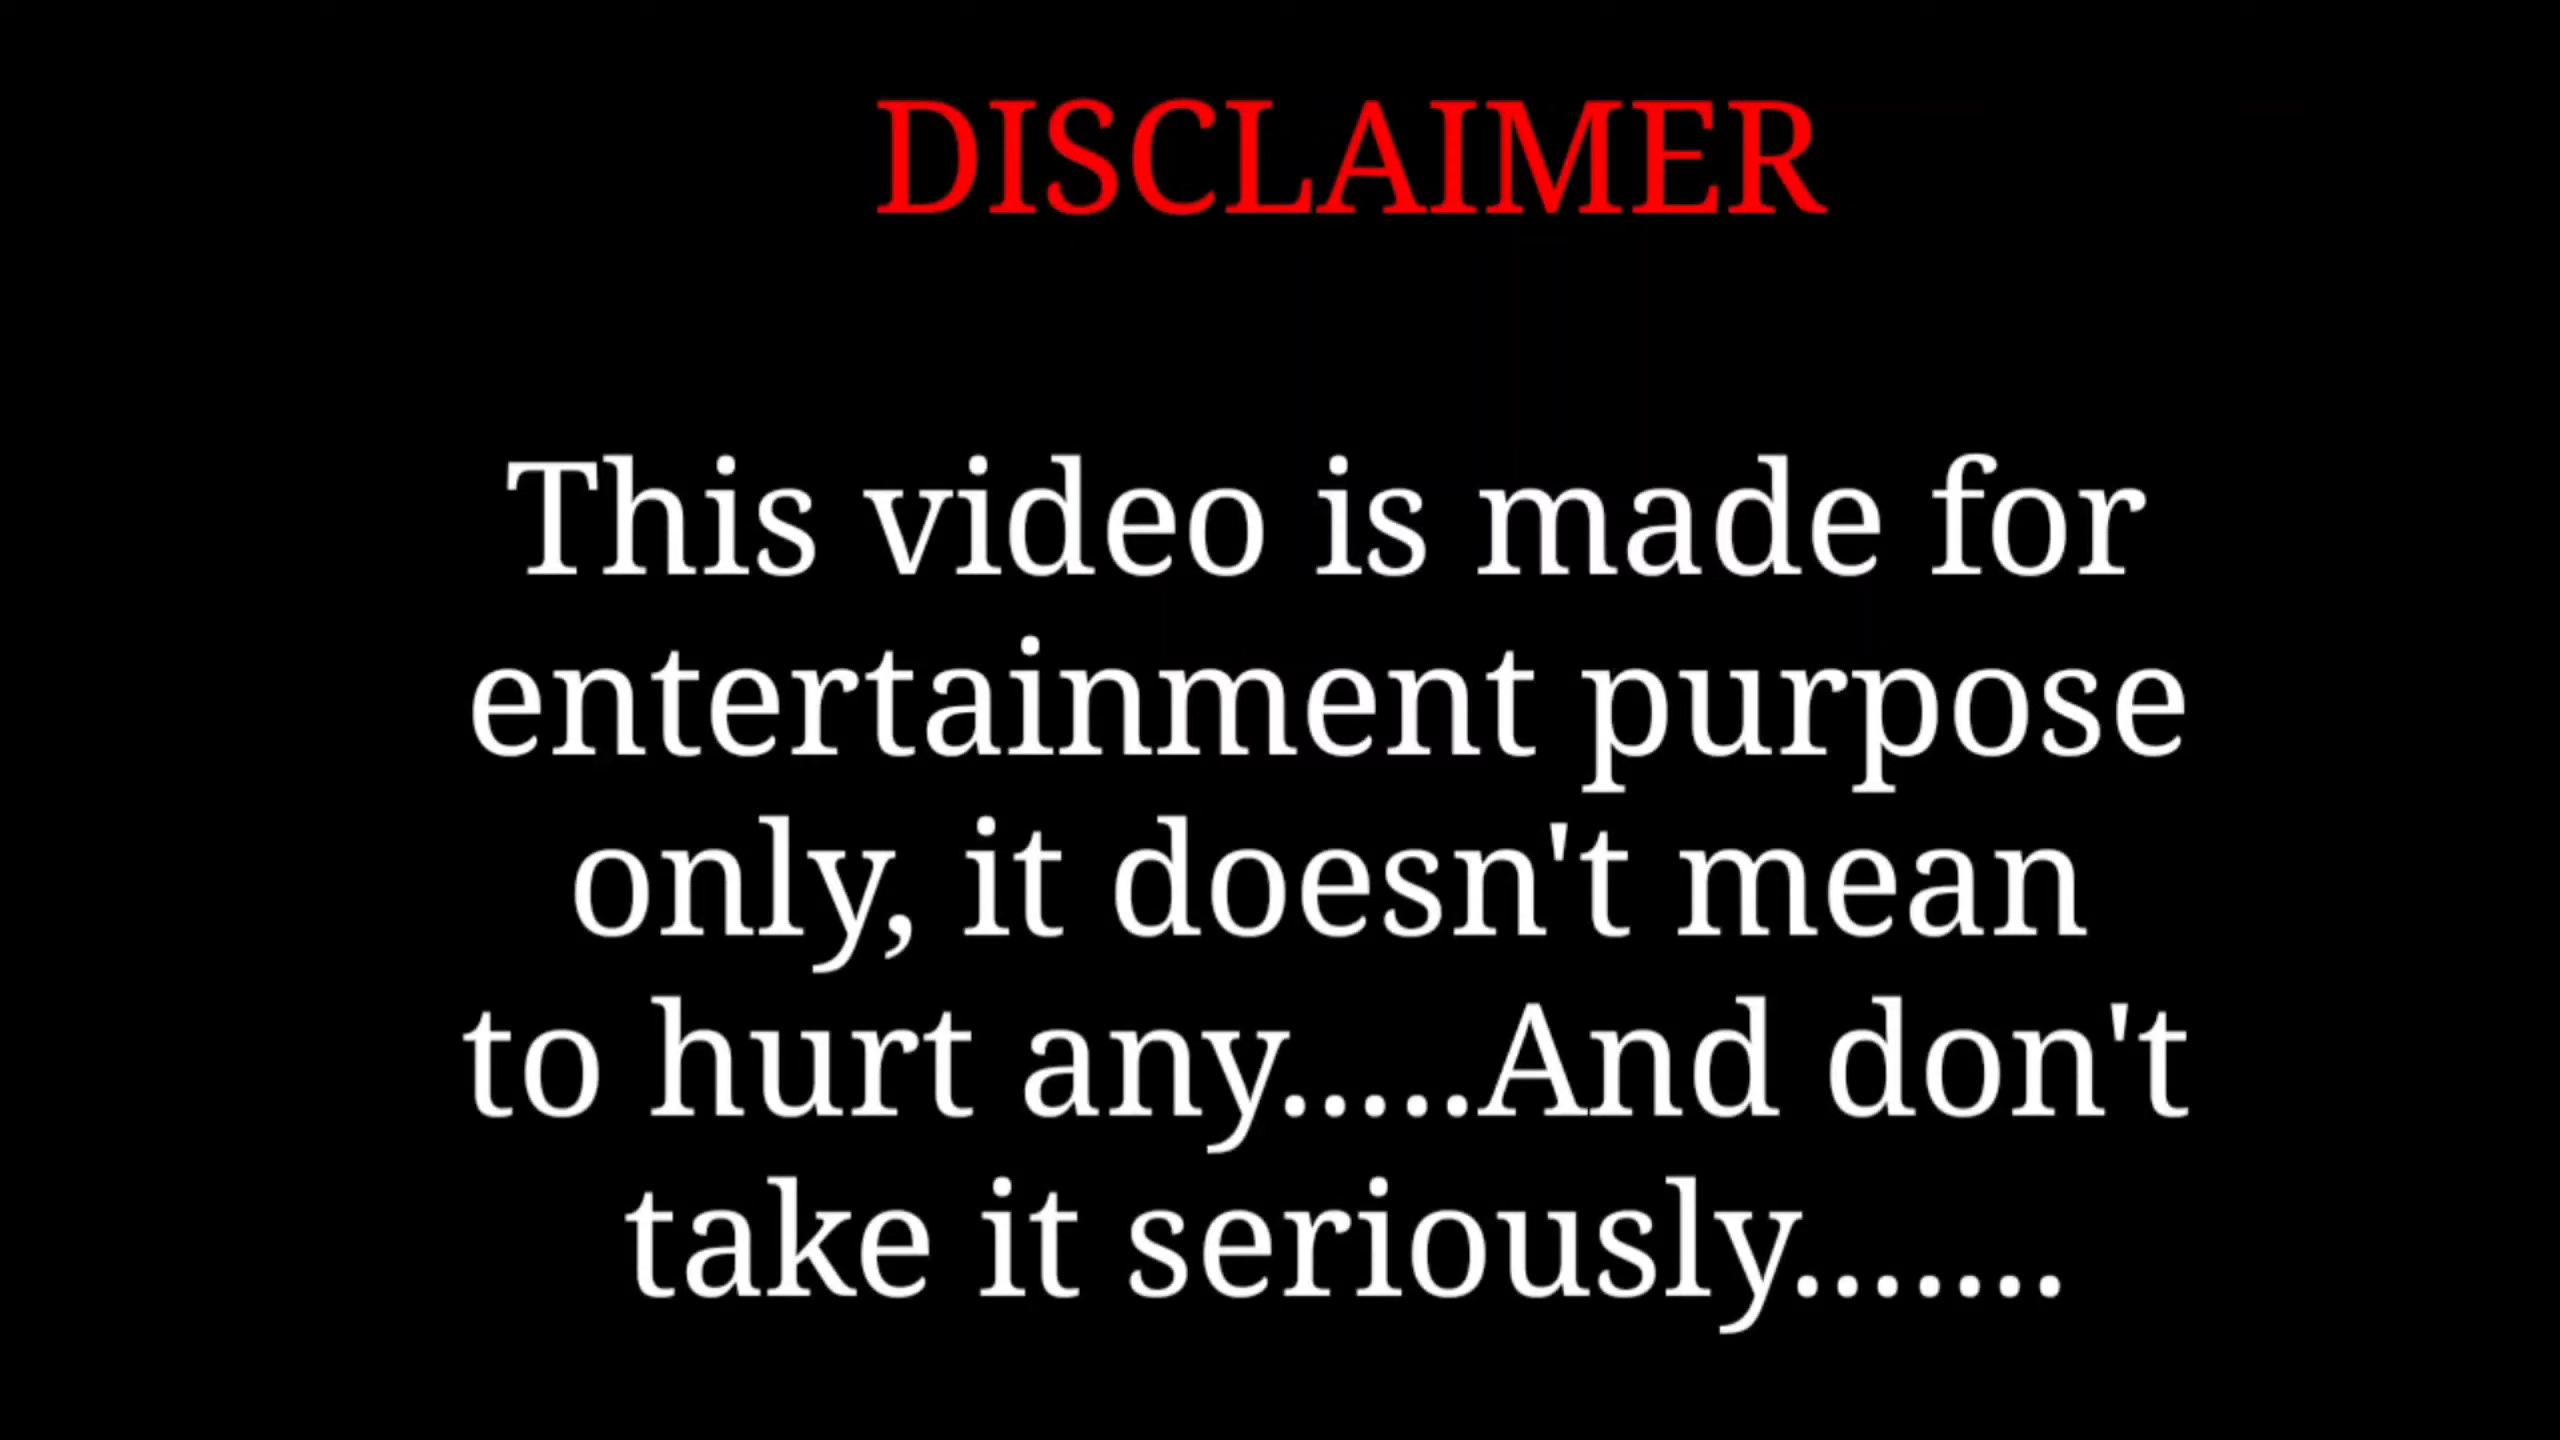 DISCLAIMER
This video is made for
entertainment purpose
only, it doesn't mean
to hurt any.....And don't
take it seriously.......